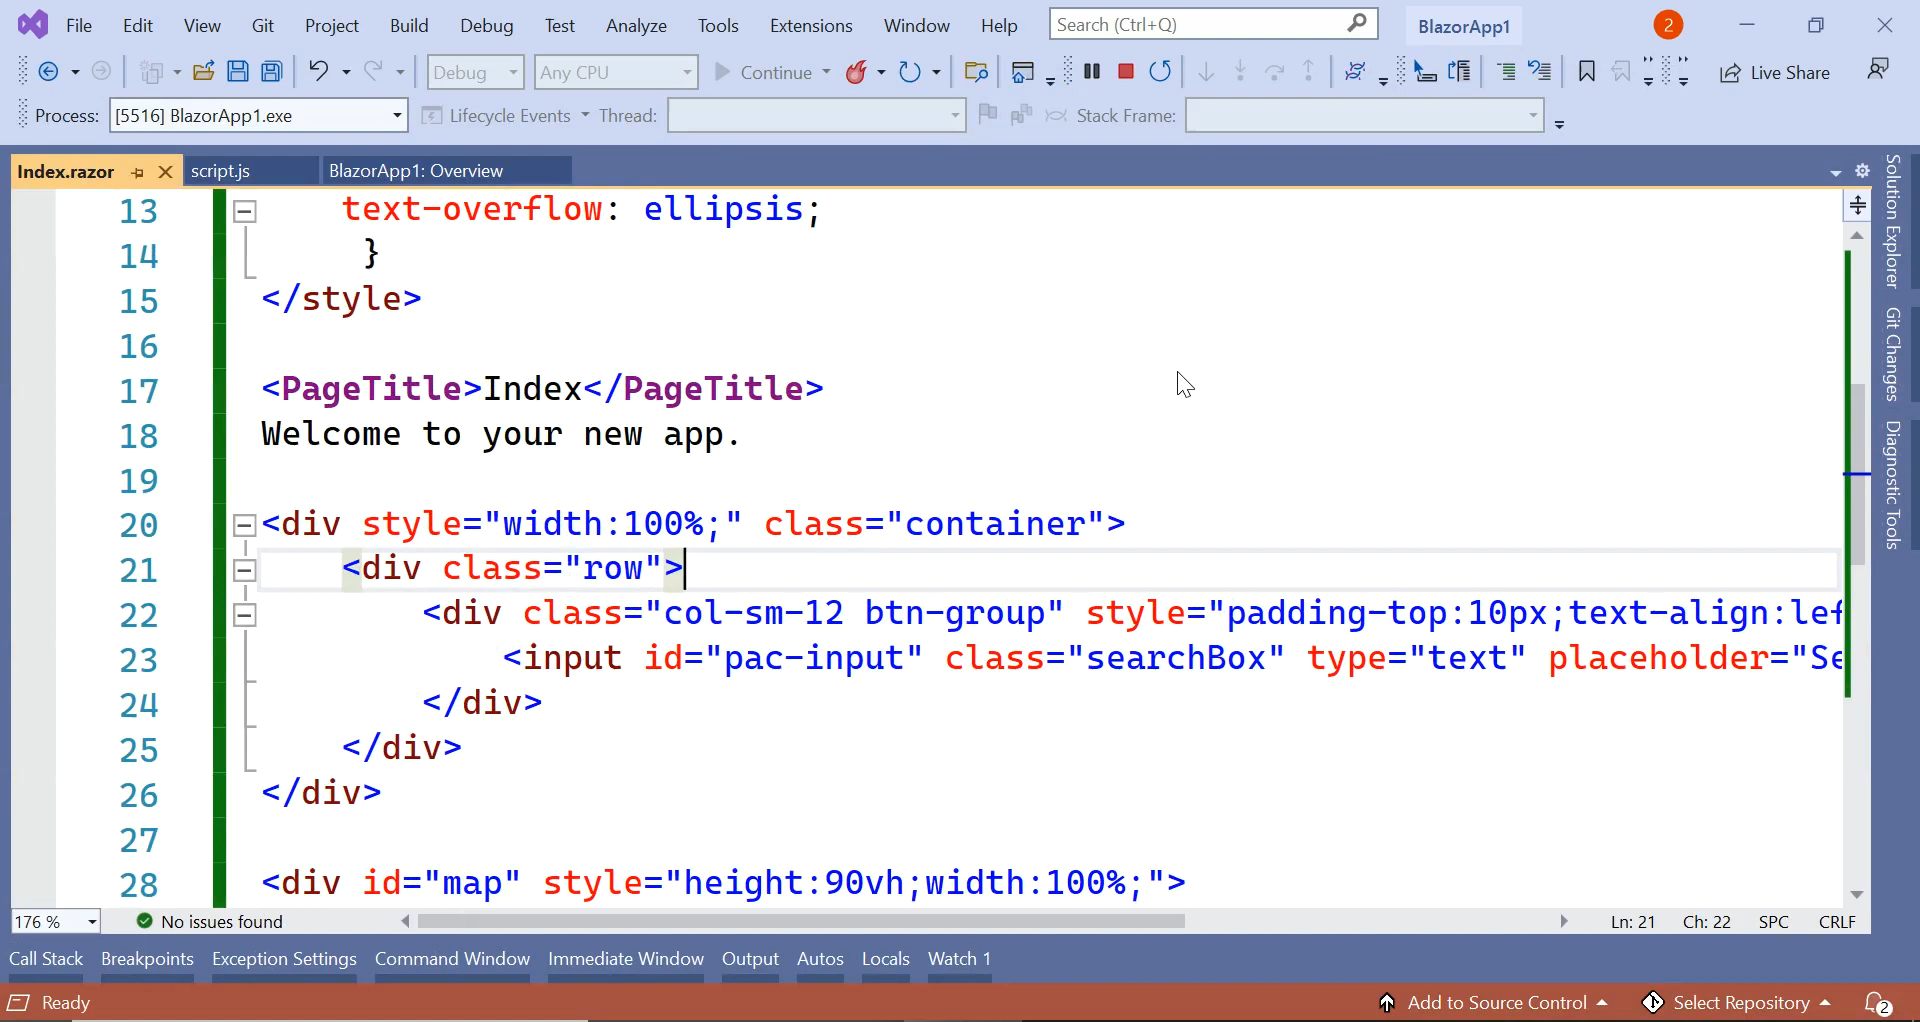 File Edit View Git Project Build Debug Test Analyze Tools Extensions Window Help Search (Ctrl+Q) BlazorApp1 2
Debug Any CPU Continue Live Share
Process: [5516] BlazorApp1.exe Lifecycle Events Thread: Stack Frame:
Index.razor script.js BlazorApp1: Overview
13 text-overflow: ellipsis;
14 }
15 </style>
16
17 <PageTitle>Index</PageTitle>
18 Welcome to your new app.
19
20 <div style="width:100%;" class="container">
21 <div class="row">
22 <div class="col-sm-12 btn-group" style="padding-top:10px;text-align:lef
23 <input id="pac-input" class="searchBox" type="text" placeholder="Se
24 </div>
25 </div>
26 </div>
27
28 <div id="map" style="height:90vh;width:100%;">
Solution Explorer
Git Changes
Diagnostic Tools
176 % No issues found Ln: 21 Ch: 22 SPC CRLF
Call Stack Breakpoints Exception Settings Command Window Immediate Window Output Autos Locals Watch 1
Ready Add to Source Control Select Repository 2